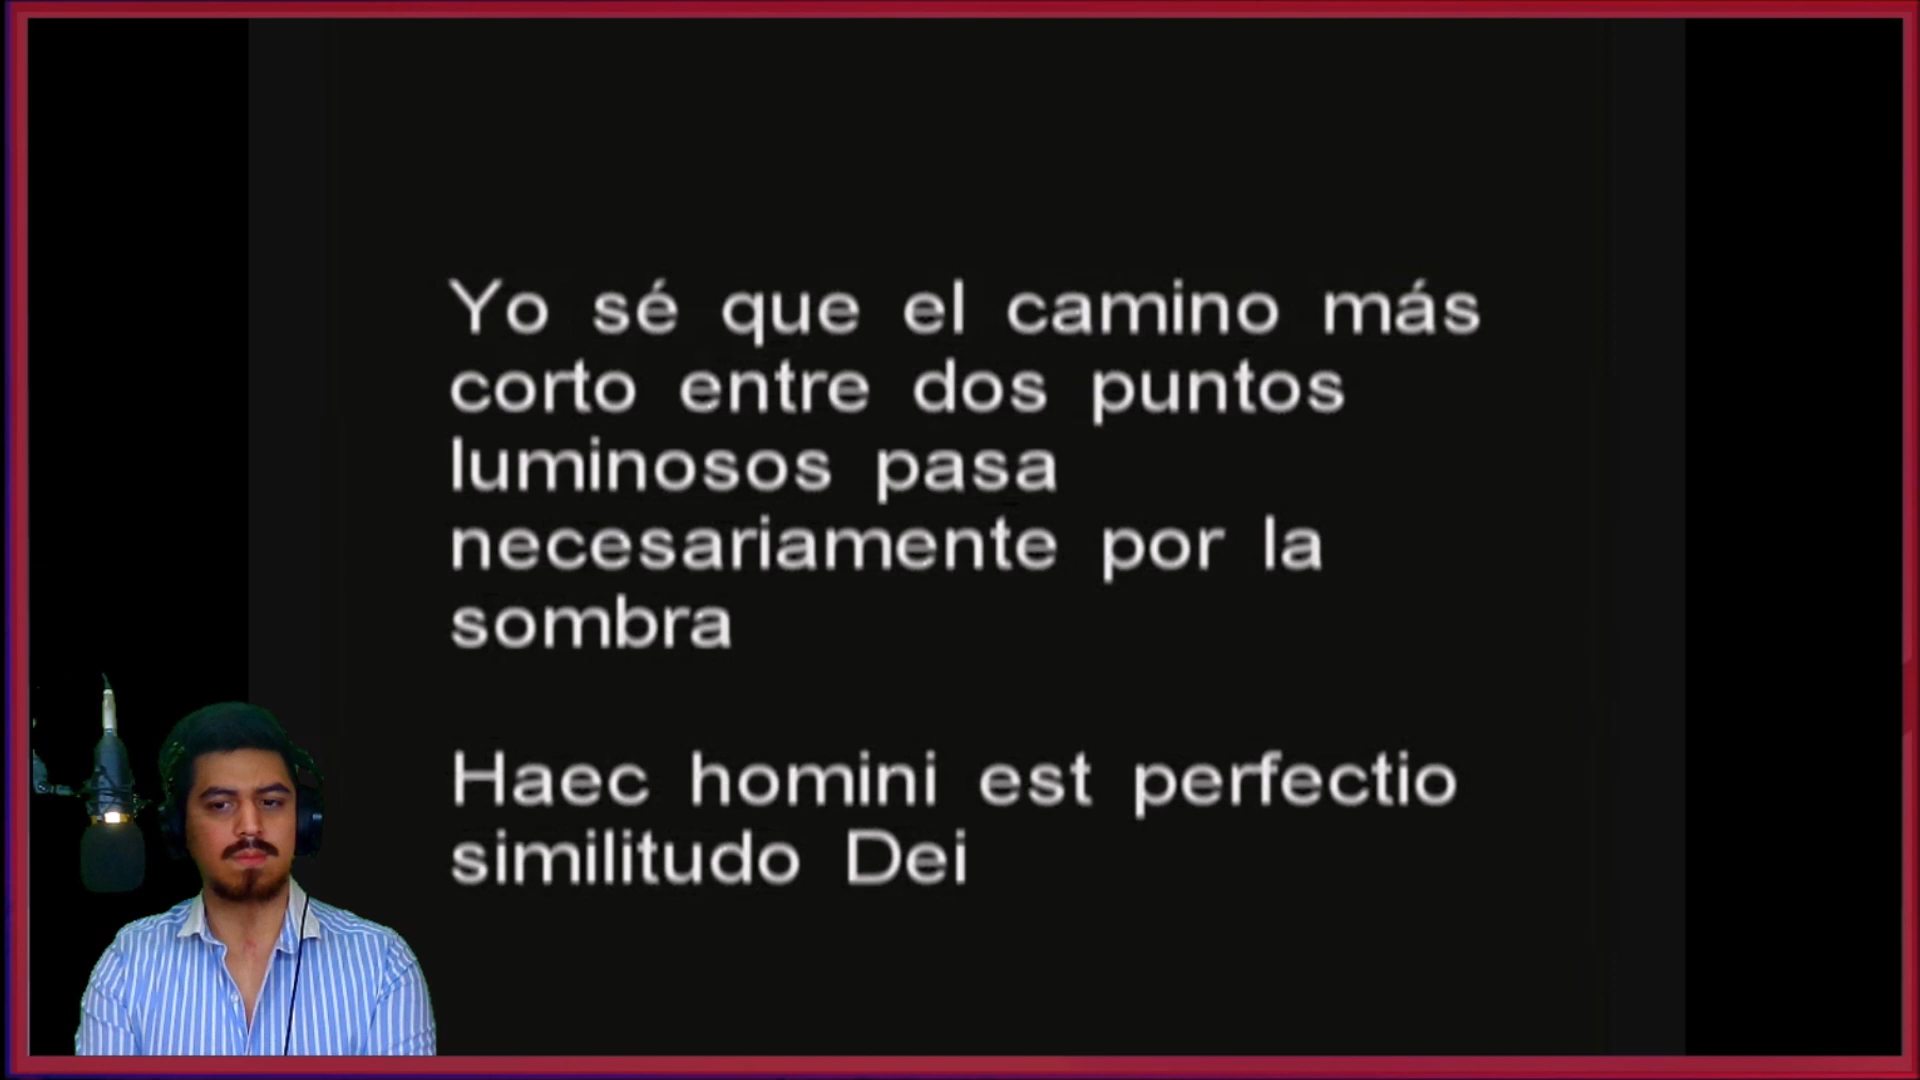 Yo sé que el camino más
corto entre dos puntos
luminosos pasa
necesariamente por la
sombra
Haec homini est perfectio
similitudo Dei